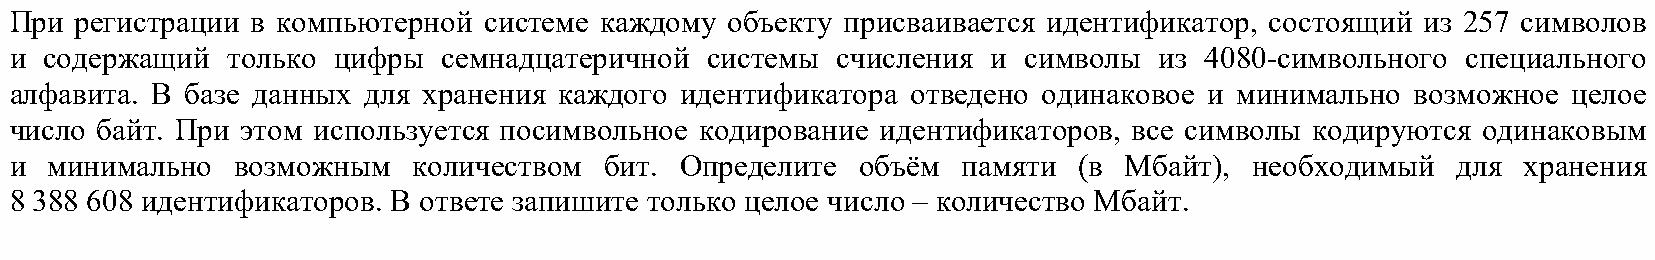 При регистрации в компьютерной системе каждому объекту присваивается идентификатор, состоящий из 257 символов
и содержащий только цифры семнадцатеричной системы счисления и символы из 4080-символьного специального
алфавита. В базе данных для хранения каждого идентификатора отведено одинаковое и минимально возможное целое
число байт. При этом используется посимвольное кодирование идентификаторов, все символы кодируются одинаковым
и минимально возможным количеством бит. Определите объём памяти (в Мбайт), необходимый для хранения
8 388 608 идентификаторов. В ответе запишите только целое число – количество Мбайт.